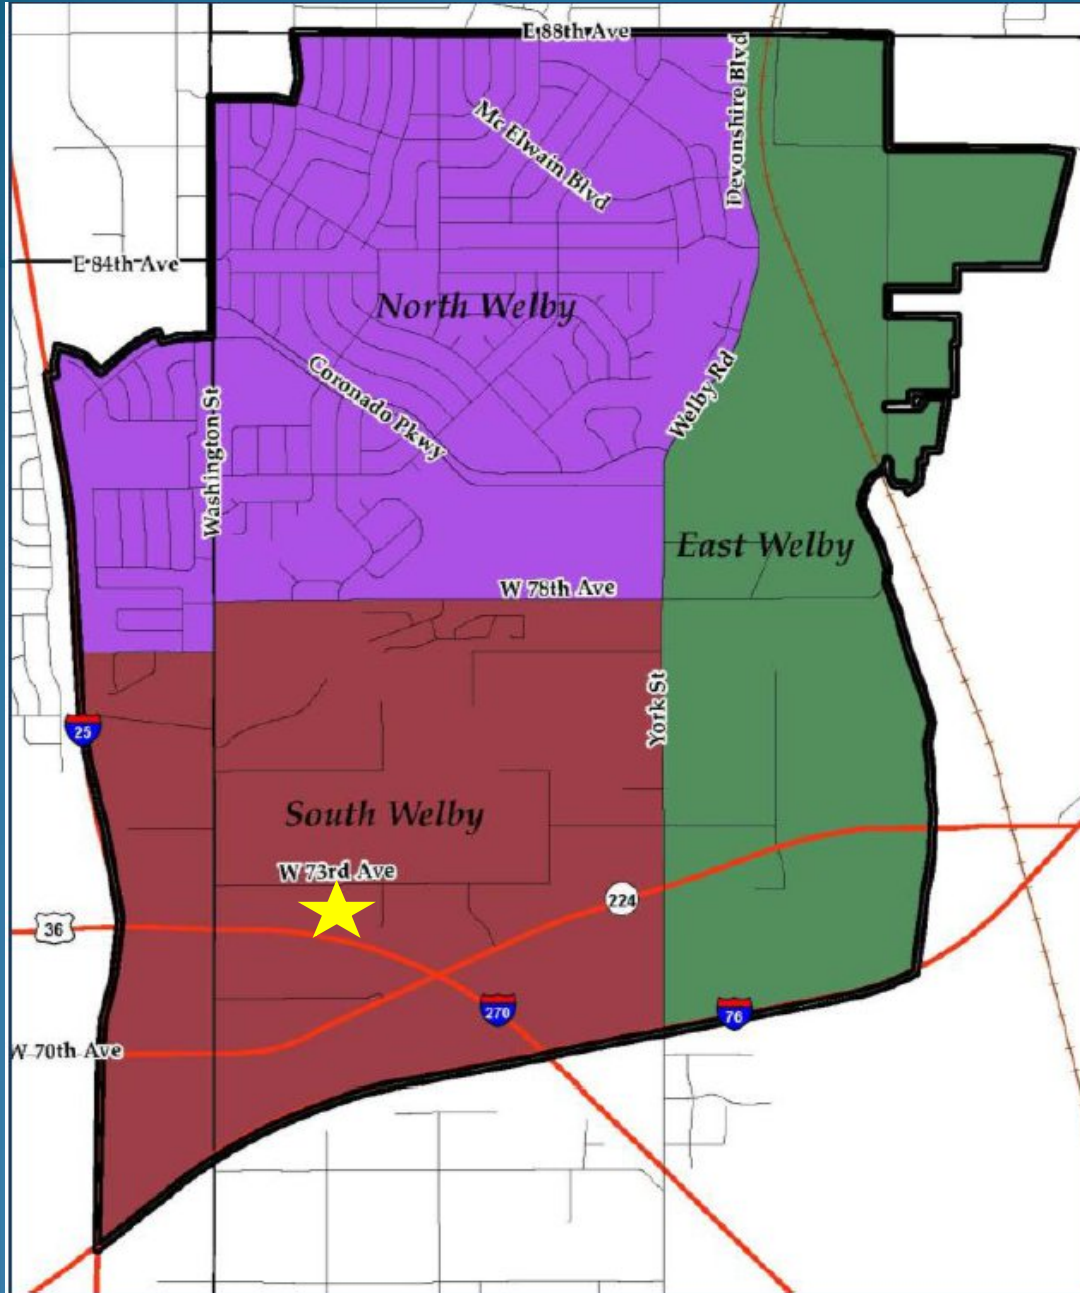 E 88th Ave
Devonshire Blvd
Mc Elwain Blvd
E 84th Ave
North Welby
Coronado Pkwy
Welby Rd
Washington St
East Welby
W 78th Ave
York St
25
South Welby
W 73rd Ave
224
36
270
76
W 70th Ave